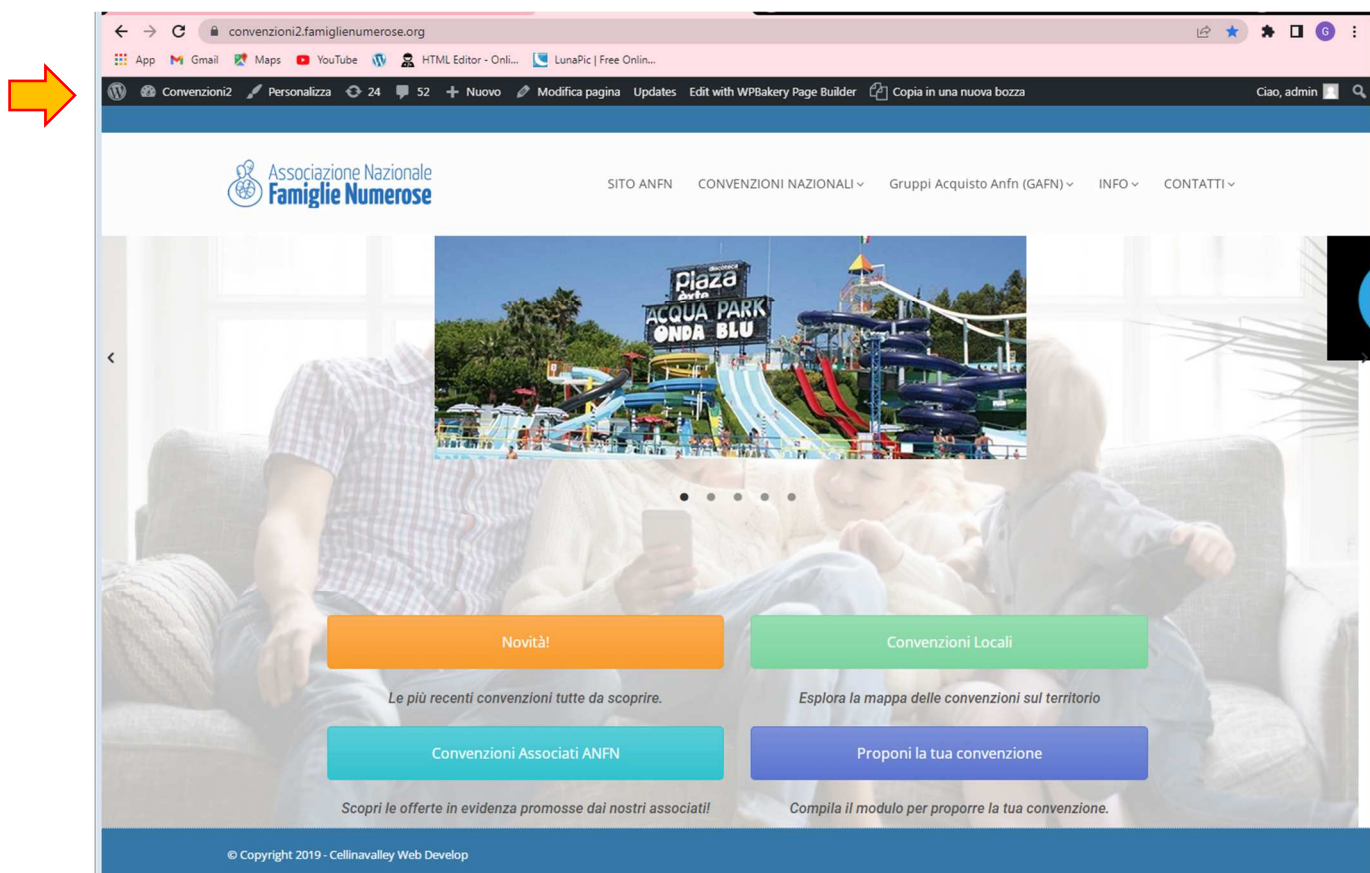 convenzioni2.famiglienumerose.org
G
App Gmail Maps YouTube HTML Editor - Onli... LunaPic | Free Onlin...
Convenzioni2 Personalizza 24 52 Nuovo Modifica pagina Updates Edit with WPBakery Page Builder Copia in una nuova bozza Ciao, admin
Associazione Nazionale
Famiglie Numerose
SITO ANFN CONVENZIONI NAZIONALI Gruppi Acquisto Anfn (GAFN) INFO CONTATTI
discoteca
Plaza
èxte
ACQUA PARK
ONDA BLU
Novità! Convenzioni Locali
Le più recenti convenzioni tutte da scoprire. Esplora la mappa delle convenzioni sul territorio
Convenzioni Associati ANFN Proponi la tua convenzione
Scopri le offerte in evidenza promosse dai nostri associati! Compila il modulo per proporre la tua convenzione.
© Copyright 2019 - Cellinavalley Web Develop